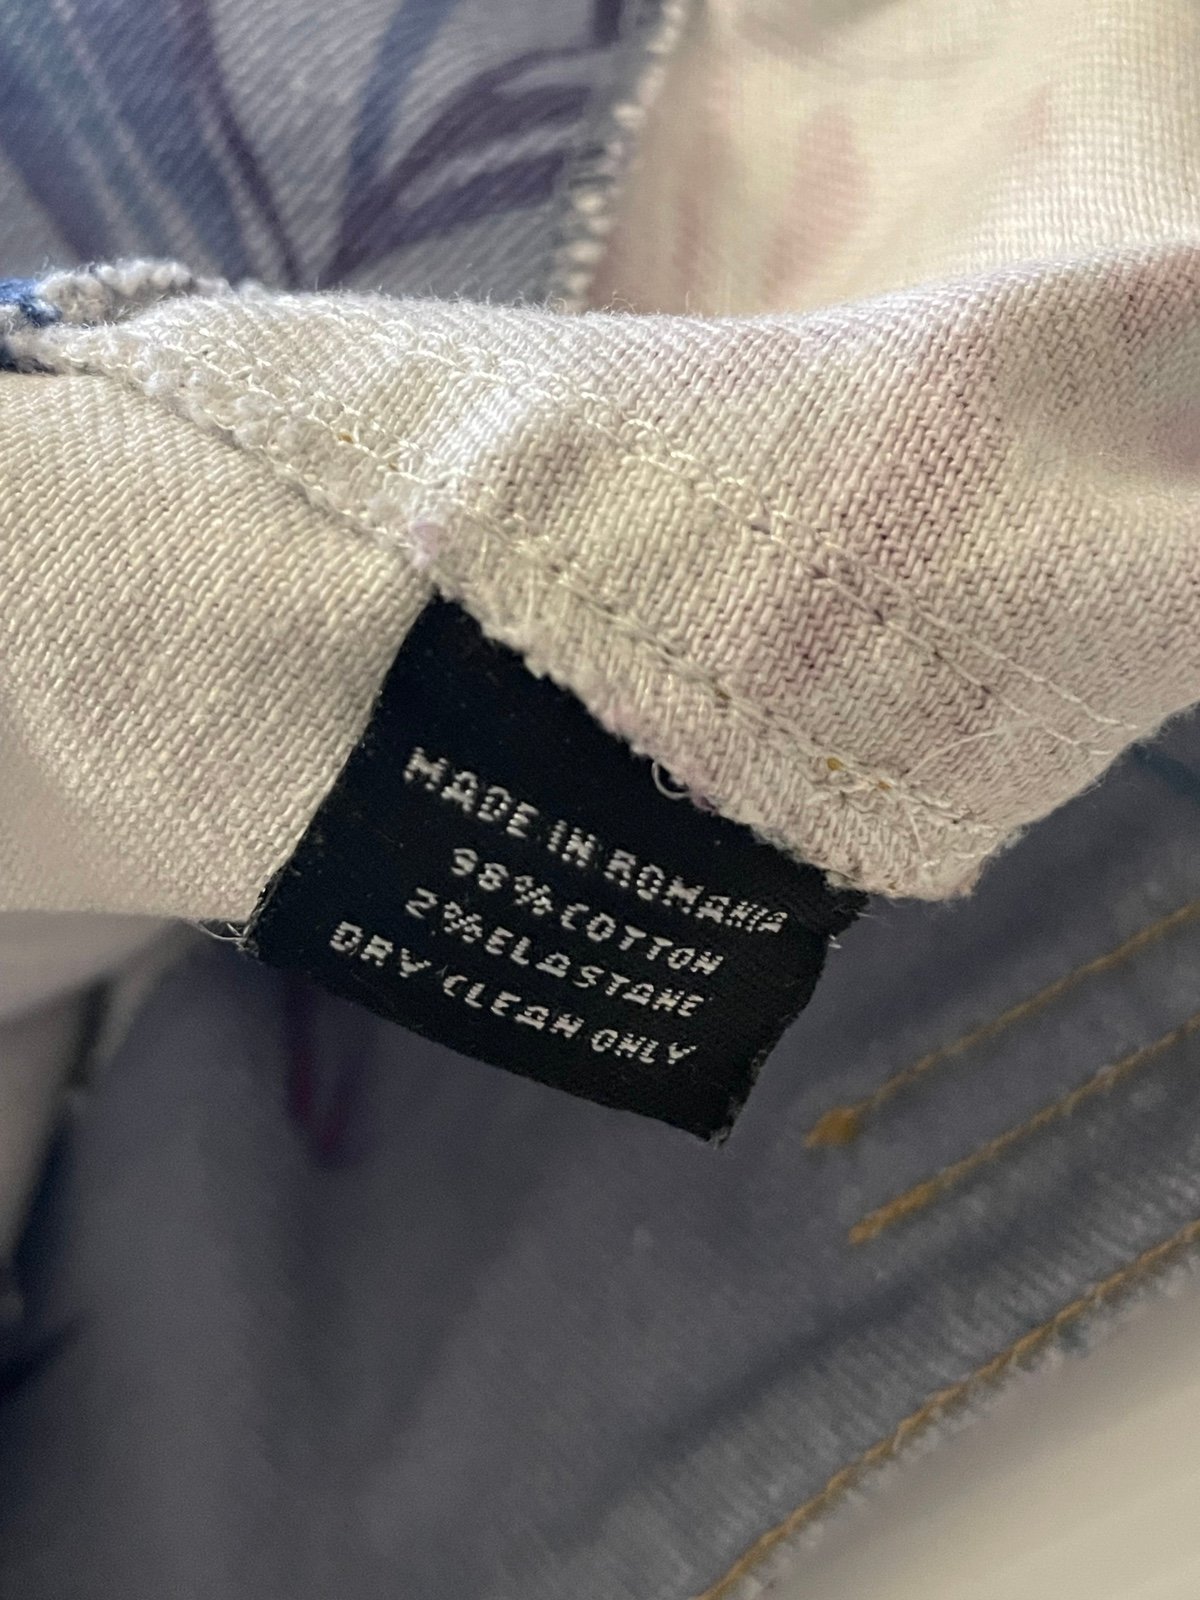 MADE IN ROMANIA
98% COTTON
2% ELASTANE
DRY CLEAN ONLY